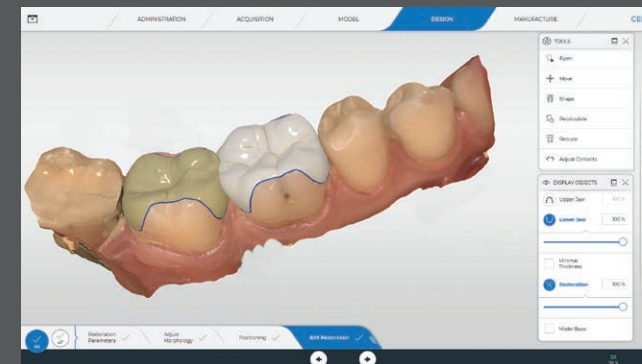 ADMINISTRATION
ACQUISITION
MODEL
DESIGN
MANUFACTURE
TOOLS
Form
Move
Shape
Recalculate
Reduce
Adjust Contacts
DISPLAY OBJECTS
Upper Jaw 100 %
Lower Jaw 100 %
Minimal
Thickness
Restoration 100 %
Model Base
Restoration
Parameters
Adjust
Morphology
Positioning
Edit Restoration